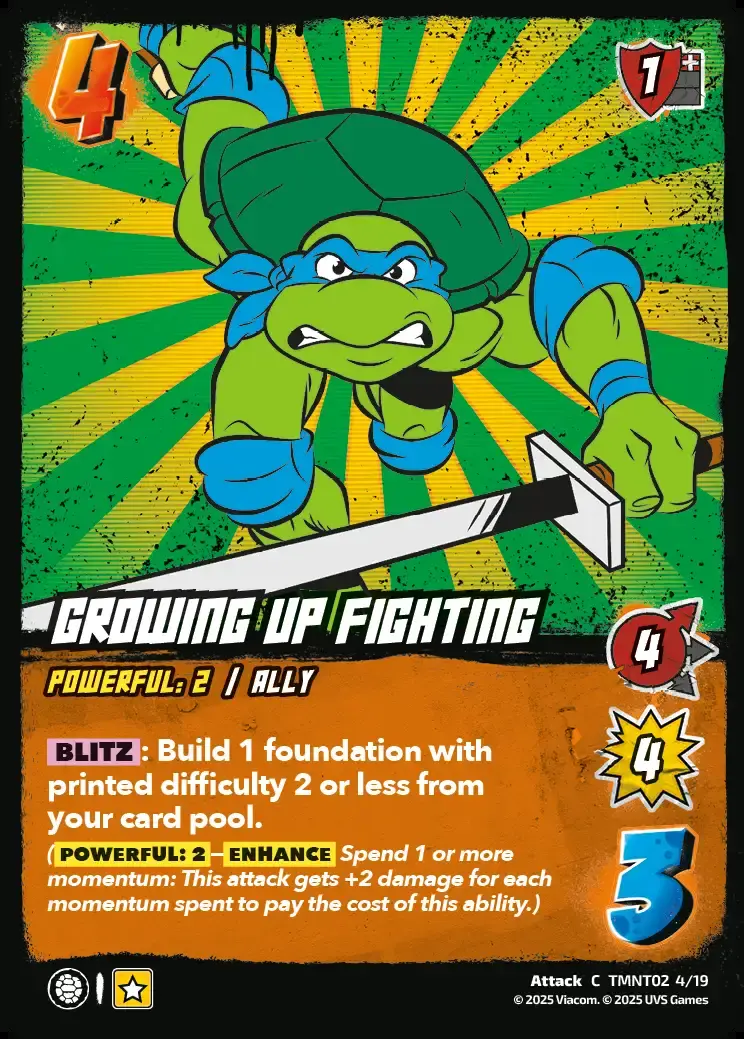 4
1
GROWING UP FIGHTING
POWERFUL: 2 / ALLY
4
BLITZ: Build 1 foundation with
printed difficulty 2 or less from
your card pool.
4
(POWERFUL: 2 – ENHANCE Spend 1 or more
momentum: This attack gets +2 damage for each
momentum spent to pay the cost of this ability.)
3
Attack C TMNT02 4/19
© 2025 Viacom. © 2025 UVS Games